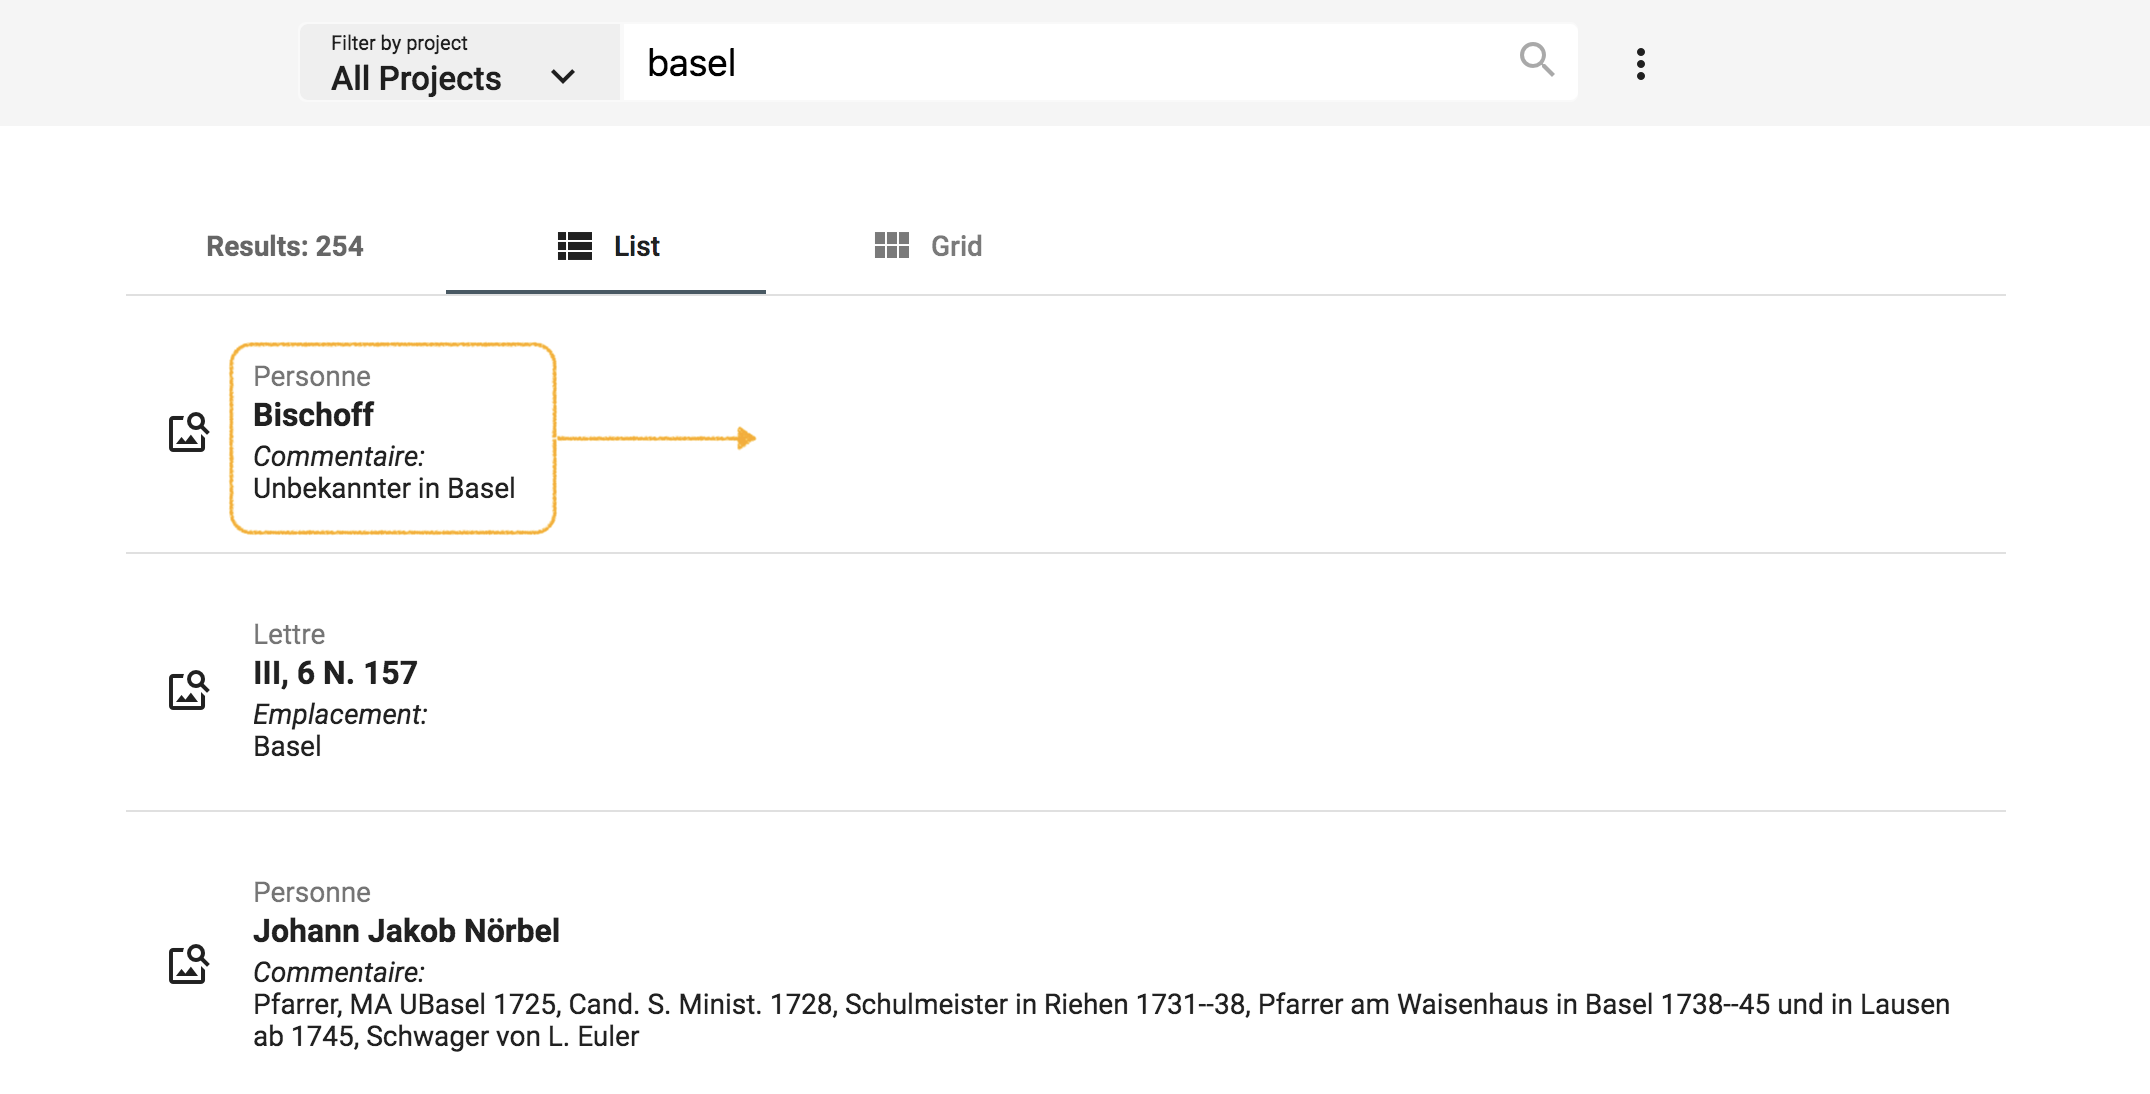 Filter by project
All Projects
basel
Results: 254
List
Grid
Personne
Bischoff
Commentaire:
Unbekannter in Basel
Lettre
III, 6 N. 157
Emplacement:
Basel
Personne
Johann Jakob Nörbel
Commentaire:
Pfarrer, MA UBasel 1725, Cand. S. Minist. 1728, Schulmeister in Riehen 1731--38, Pfarrer am Waisenhaus in Basel 1738--45 und in Lausen
ab 1745, Schwager von L. Euler